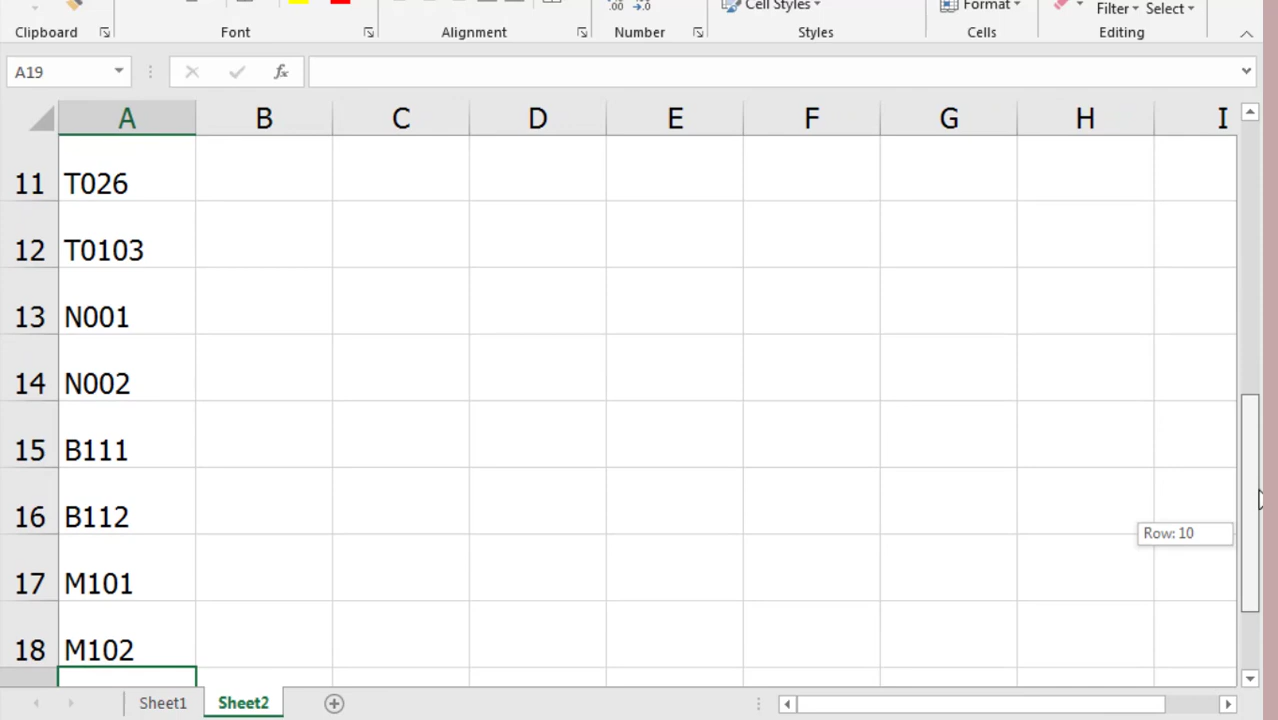 Cell Styles
Format
Filter Select
Clipboard Font Alignment Number Styles Cells Editing
A19 fx
A B C D E F G H I
11 T026
12 T0103
13 N001
14 N002
15 B111
16 B112
Row: 10
17 M101
18 M102
Sheet1 Sheet2